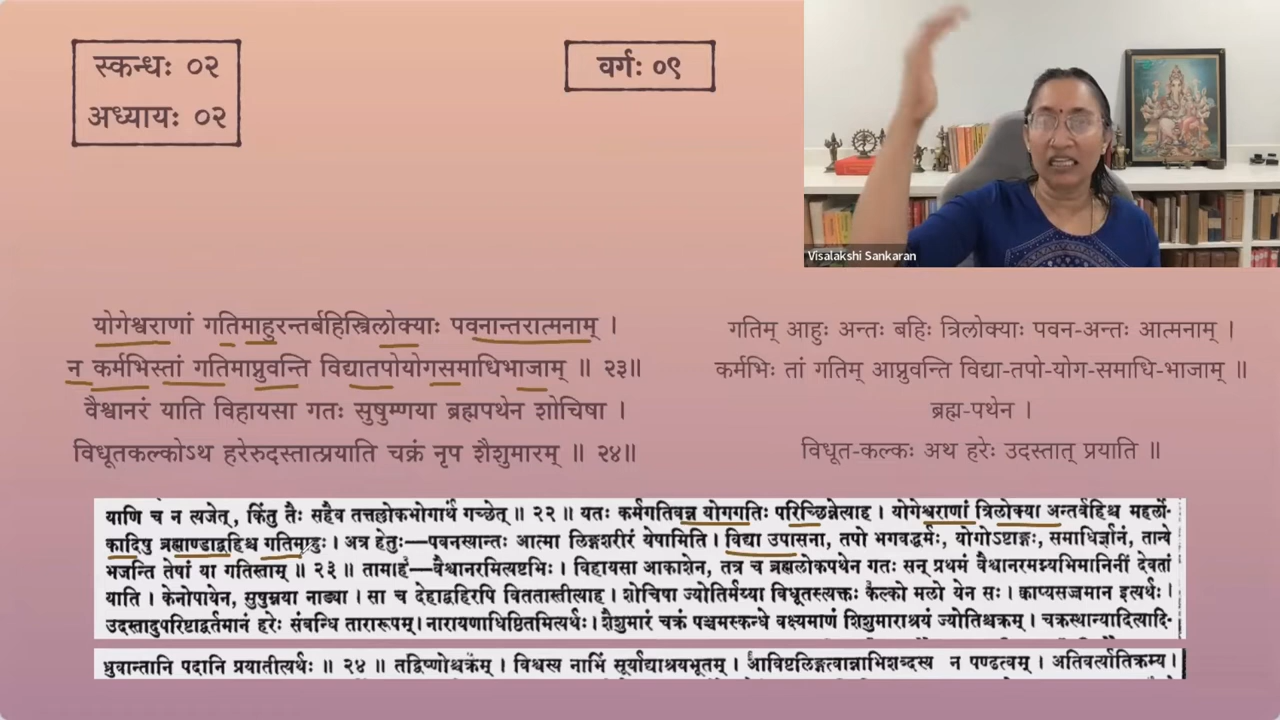 स्कन्धः ०२
अध्यायः ०२
वर्गः ०९
Visalakshi Sankaran
योगेश्वराणां गतिमाहुरन्तर्बहिस्त्रिलोक्याः पवनान्तरात्मनाम् ।
न कर्मभिस्तां गतिमाप्नुवन्ति विद्यातपोयोगसमाधिभाजाम् ॥ २३॥
वैश्वानरं याति विहायसा गतः सुषुम्णया ब्रह्मपथेन शोचिषा ।
विधूतकल्कोऽथ हरेरुदस्तात्प्रयाति चक्रं नृप शैशुमारम् ॥ २४॥
गतिम् आहुः अन्तः बहिः त्रिलोक्याः पवन-अन्तः आत्मनाम् ।
कर्मभिः तां गतिम् आप्नुवन्ति विद्या-तपो-योग-समाधि-भाजाम् ॥
ब्रह्म-पथेन ।
विधूत-कल्कः अथ हरेः उदस्तात् प्रयाति ॥
याणि च न त्यजेत्, किंतु तैः सहैव तत्तल्लोकभोगार्थं गच्छेत् ॥ २२ ॥ यतः कर्मगतिवन्न योगगतिः परिच्छिन्नेत्याह । योगेश्वराणां त्रिलोक्या अन्तर्बहिश्च महर्लो-
कादिषु ब्रह्माण्डाद्बहिश्च गतिमाहुः । अत्र हेतुः—पवनस्यान्तः आत्मा लिङ्गशरीरं येषामिति । विद्या उपासना, तपो भगवद्धर्मः, योगोऽष्टाङ्गः, समाधिर्ज्ञानं, तान्ये
भजन्ति तेषां या गतिस्ताम् ॥ २३ ॥ तामाह—वैश्वानरमित्यष्टभिः । विहायसा आकाशेन, तत्र च ब्रह्मलोकपथेन गतः सन् प्रथमं वैश्वानरमग्न्यभिमानिनीं देवतां
याति । केनोपायेन, सुषुम्नया नाड्या । सा च देहाद्बहिरपि विततास्तीत्याह । शोचिषा ज्योतिर्मय्या विधूतस्त्यक्तः कल्को मलो येन सः । क्वाप्यसज्जमान इत्यर्थः ।
उदस्तादुपरिष्टाद्वर्तमानं हरेः संबन्धि तारारूपम् । नारायणाधिष्ठितमित्यर्थः । शैशुमारं चक्रं पञ्चमस्कन्धे वक्ष्यमाणं शिशुमाराश्रयं ज्योतिश्चक्रम् । चक्रस्थान्यादित्यादि-
ध्रुवान्तानि पदानि प्रयातीत्यर्थः ॥ २४ ॥ तद्विष्णोश्चक्रम् । विश्वस्य नाभिं सूर्याद्याश्रयभूतम् । आविष्टलिङ्गत्वान्नाभिशब्दस्य न षण्ढत्वम् । अतिवर्त्यातिक्रम्य ।